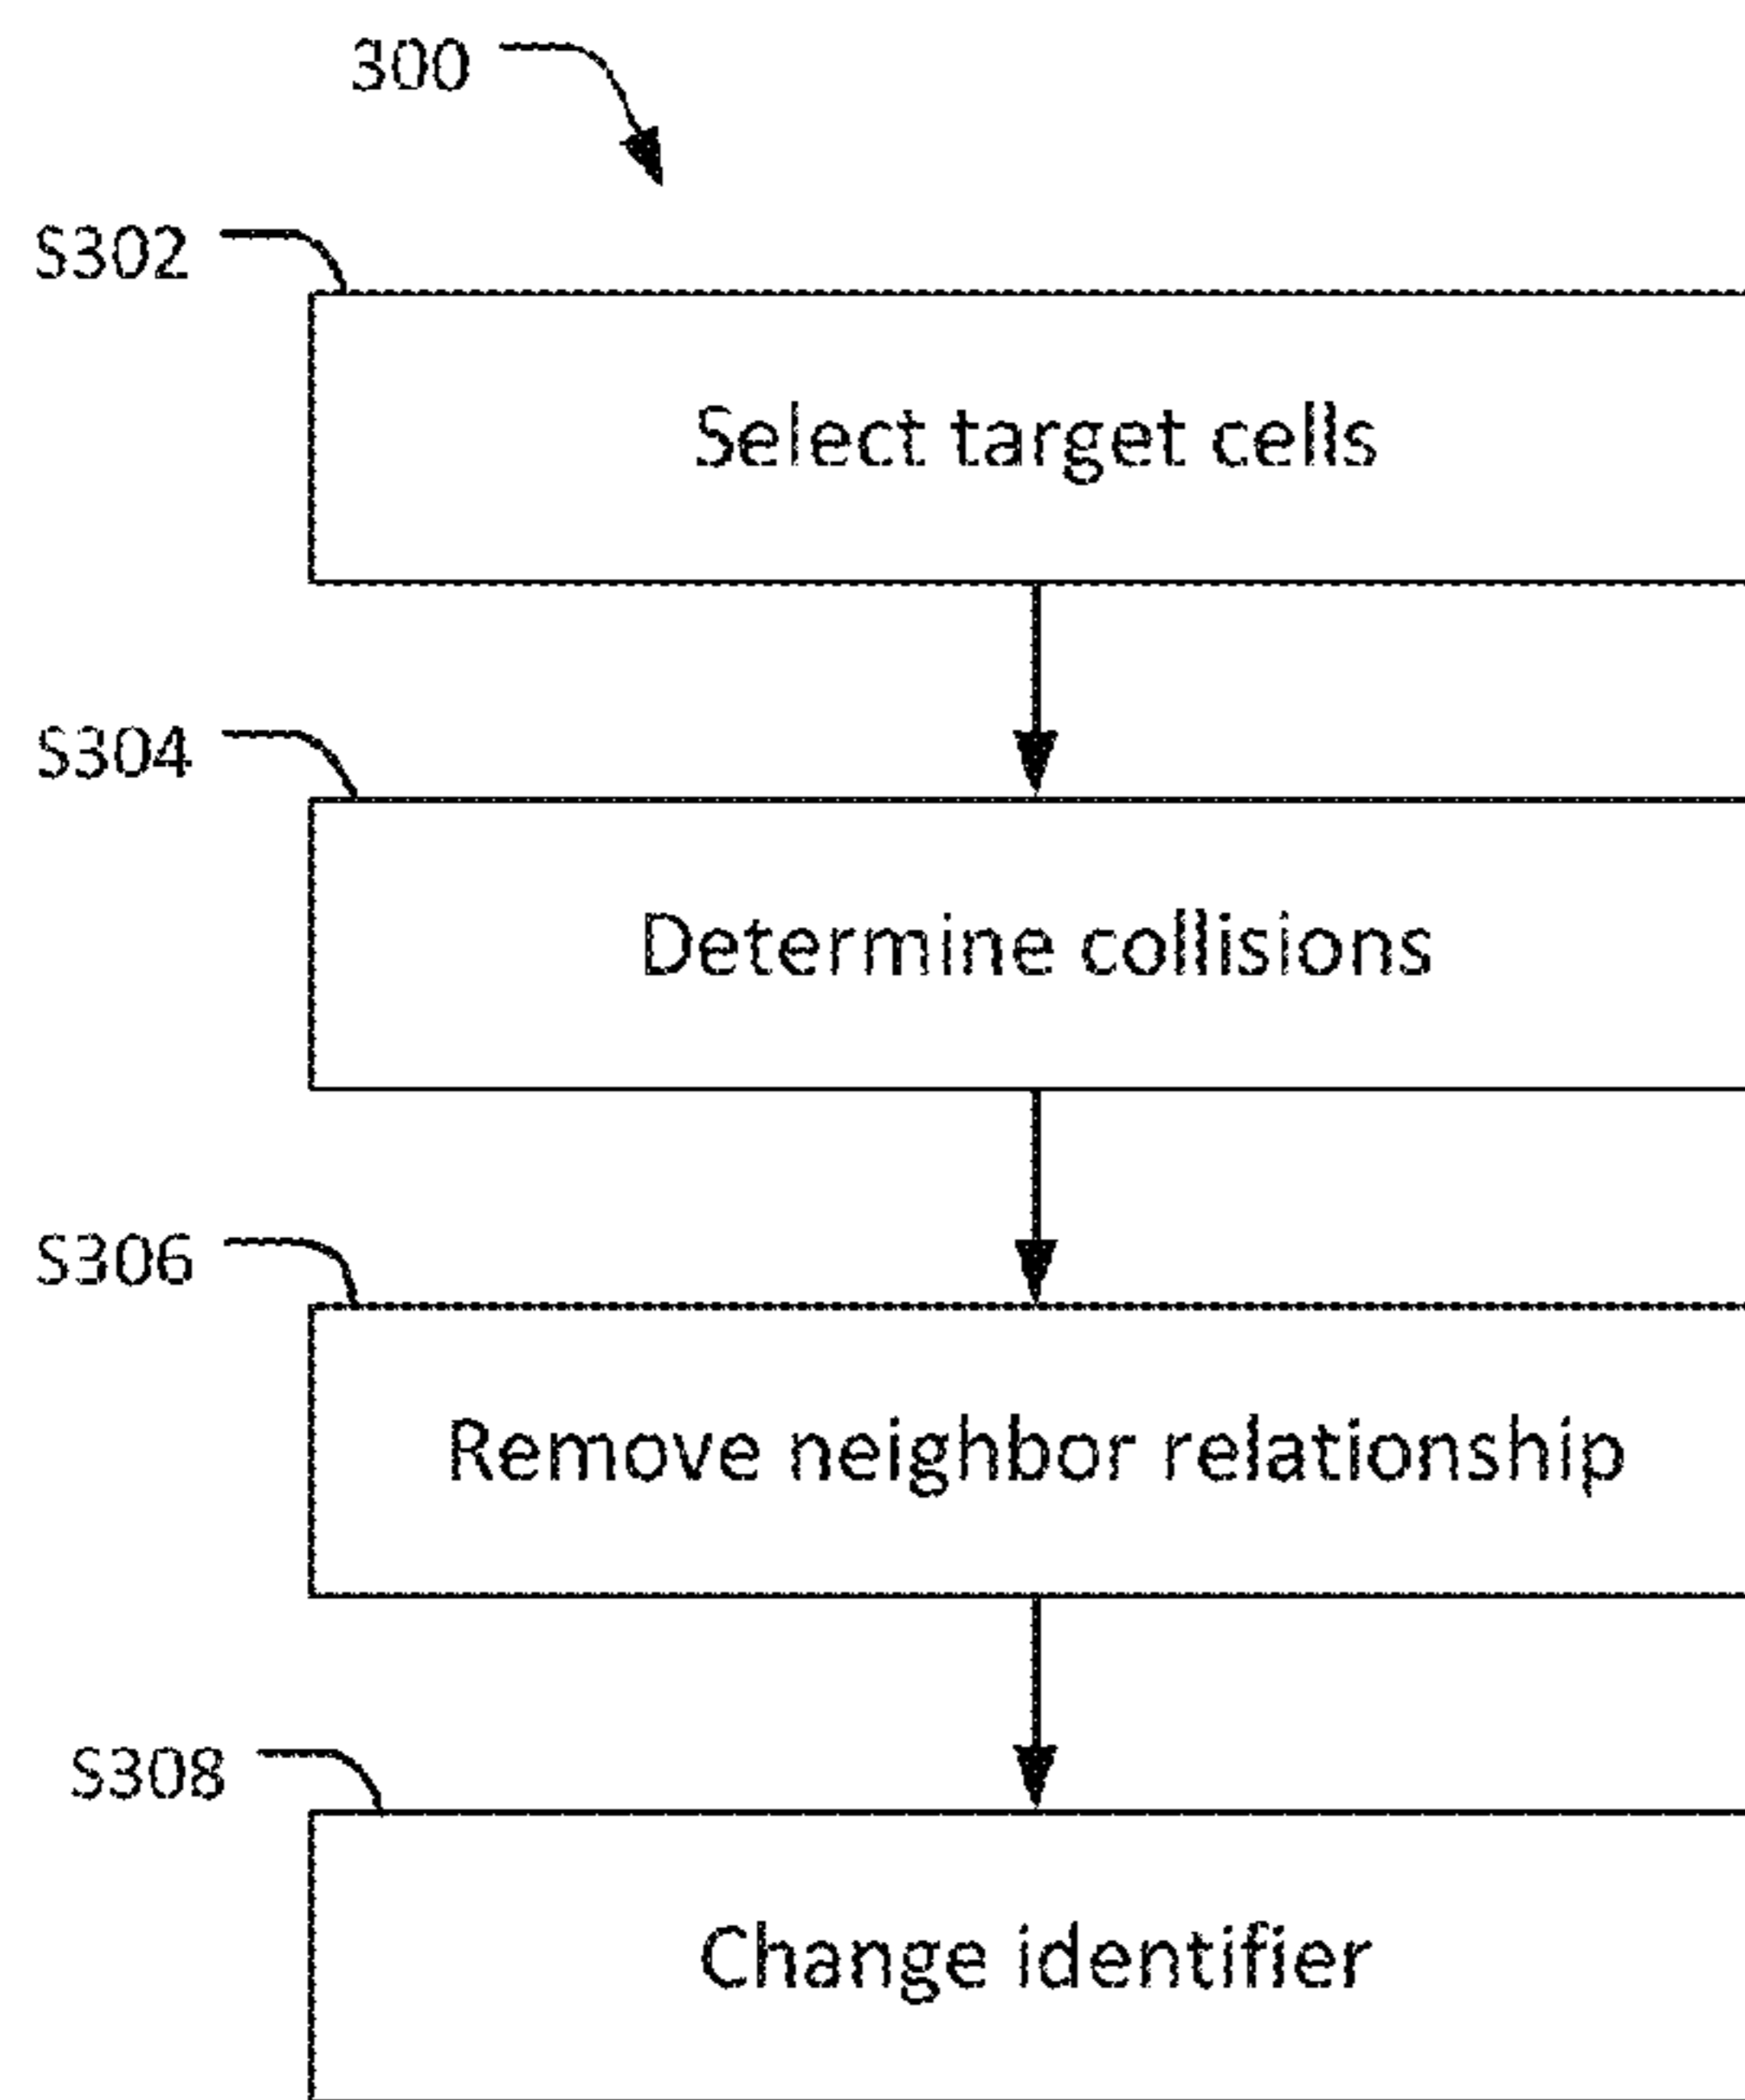 300
S302
Select target cells
S304
Determine collisions
S306
Remove neighbor relationship
S308
Change identifier